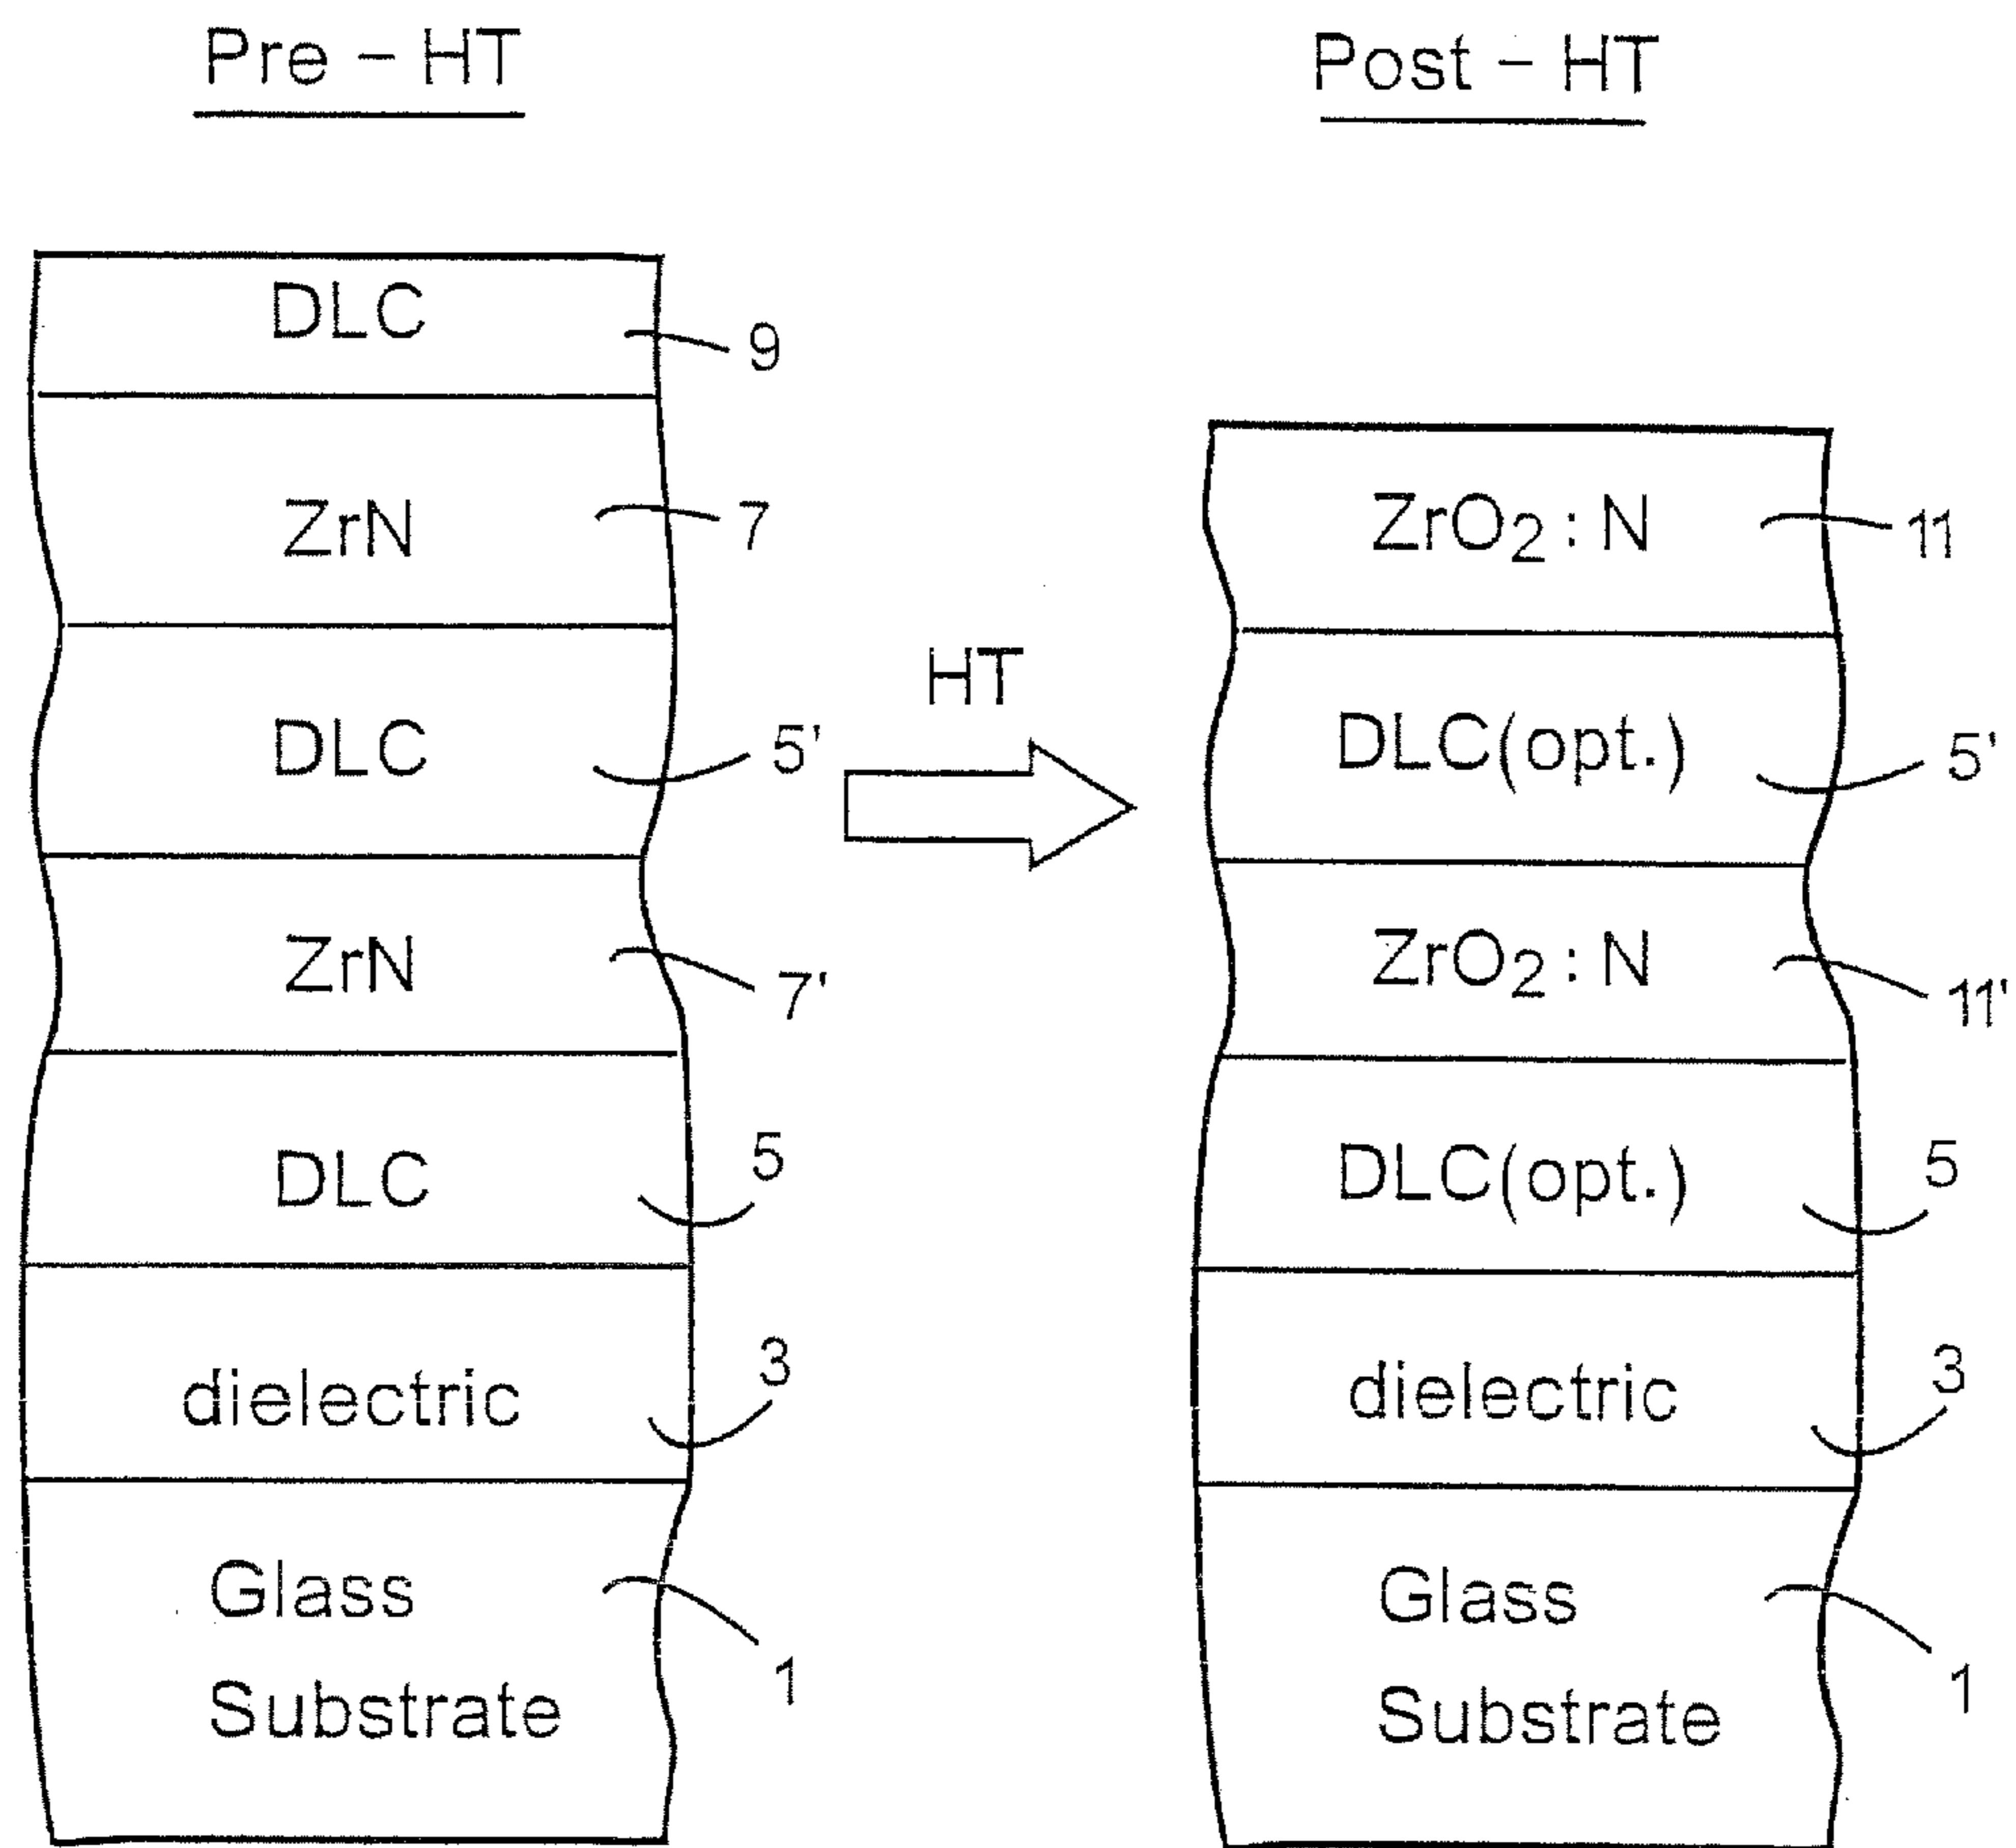 Pre – HT
DLC
9
ZrN
7
DLC
5'
ZrN
7'
DLC
5
dielectric
3
Glass
Substrate
1
HT
Post – HT
ZrO₂ : N
11
DLC(opt.)
5'
ZrO₂ : N
11'
DLC(opt.)
5
dielectric
3
Glass
Substrate
1